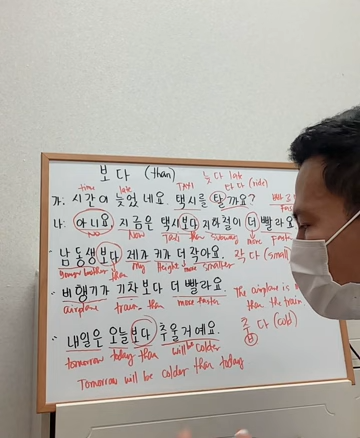 보다 (than) 늦다 late
타다 (ride)
time late TAXI
가: 시간이 늦었네요. 택시를 탈까요?
나: 아니요 지금은 택시보다 지하철이 더 빨라요
No Now Taxi than subway more Faster
남동생보다 제가 키가 더 작아요. 작다 (small)
than My Height more smaller
비행기가 기차보다 더 빨라요. The airplane is
airplane train than more faster than the train
내일은 오늘보다 추울 거예요. 춥다 (cold)
tomorrow today than will be colder
Tomorrow will be colder than today